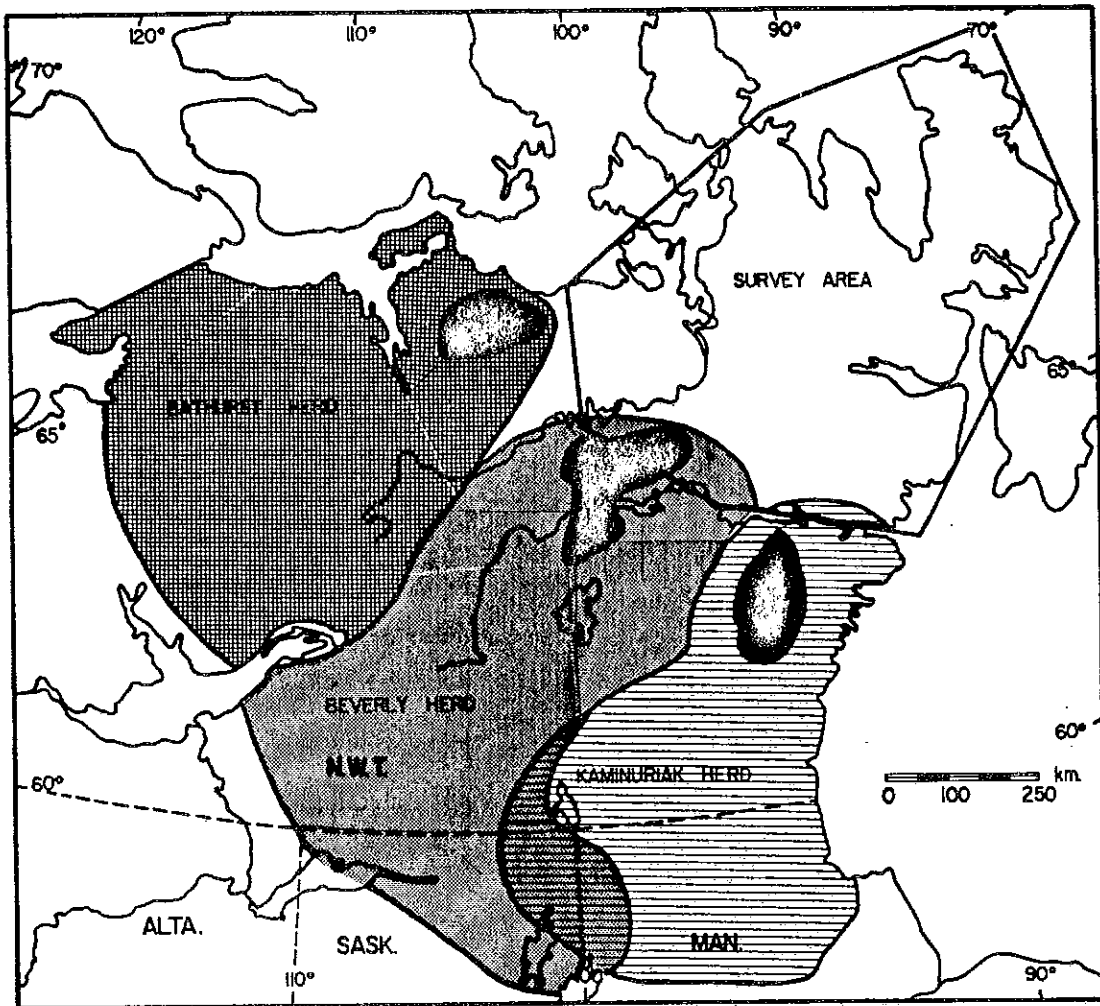 120° 110° 100° 90° 70°
70°
SURVEY AREA
65°
BATHURST HERD
65°
BEVERLY HERD
60°
N.W.T.
KAMINURIAK HERD
60°
km.
0 100 250
ALTA.
SASK.
MAN.
110°
90°